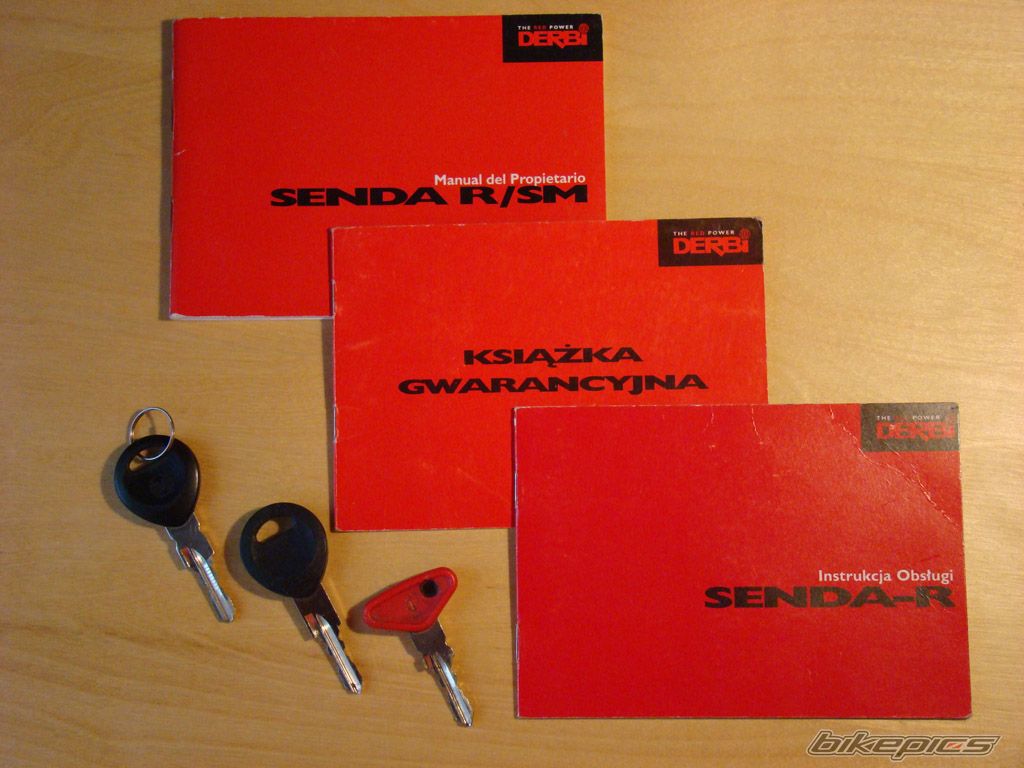 THE RED POWER
DERBi
Manual del Propietario
SENDA R/SM
THE RED POWER
DERBi
KSIĄŻKA
GWARANCYJNA
THE RED POWER
DERBi
Instrukcja Obsługi
SENDA-R
bikepics